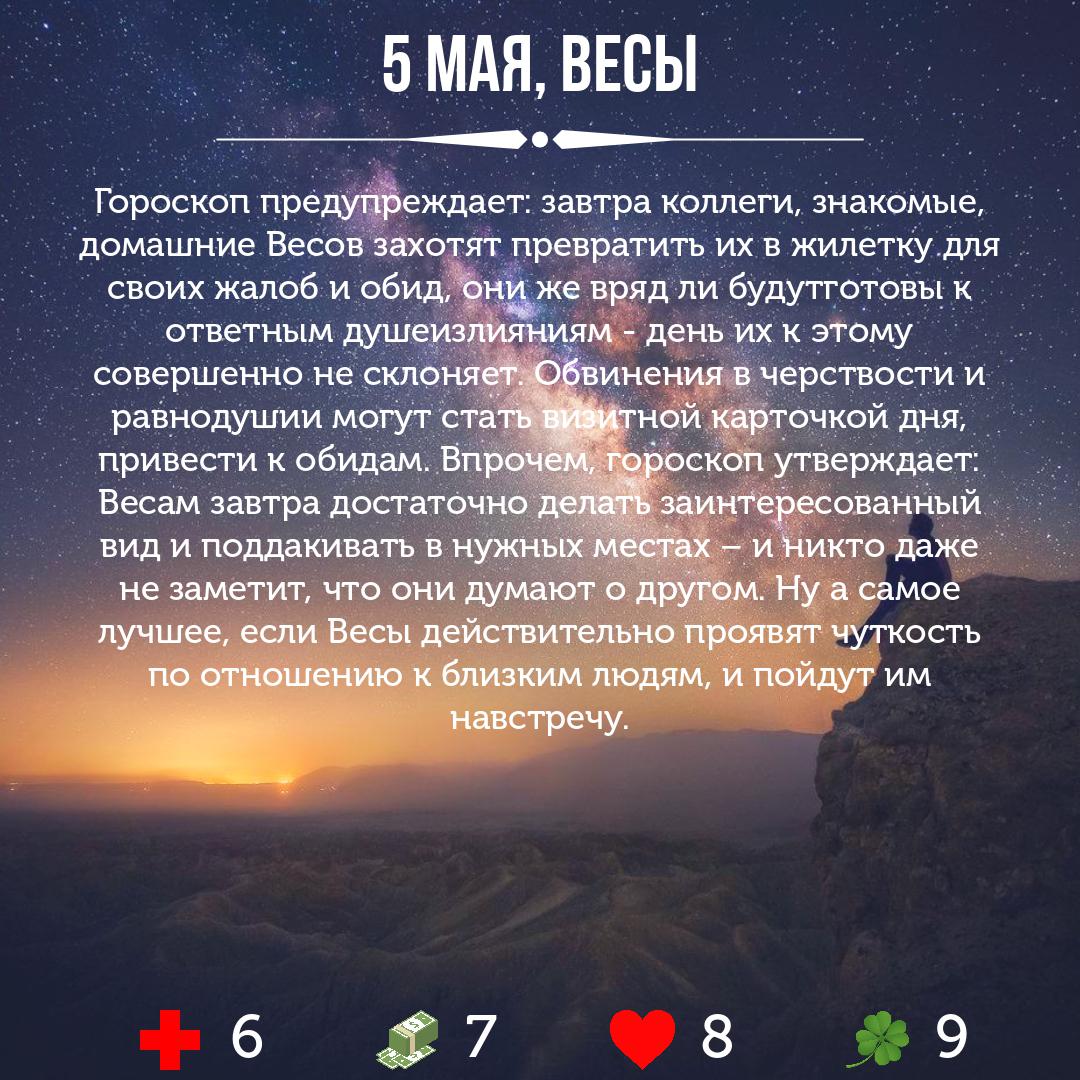 5 МАЯ, ВЕСЫ
Гороскоп предупреждает: завтра коллеги, знакомые,
домашние Весов захотят превратить их в жилетку для
своих жалоб и обид, они же вряд ли будутготовы к
ответным душеизлияниям - день их к этому
совершенно не склоняет. Обвинения в черствости и
равнодушии могут стать визитной карточкой дня,
привести к обидам. Впрочем, гороскоп утверждает:
Весам завтра достаточно делать заинтересованный
вид и поддакивать в нужных местах – и никто даже
не заметит, что они думают о другом. Ну а самое
лучшее, если Весы действительно проявят чуткость
по отношению к близким людям, и пойдут им
навстречу.
6 7 8 9